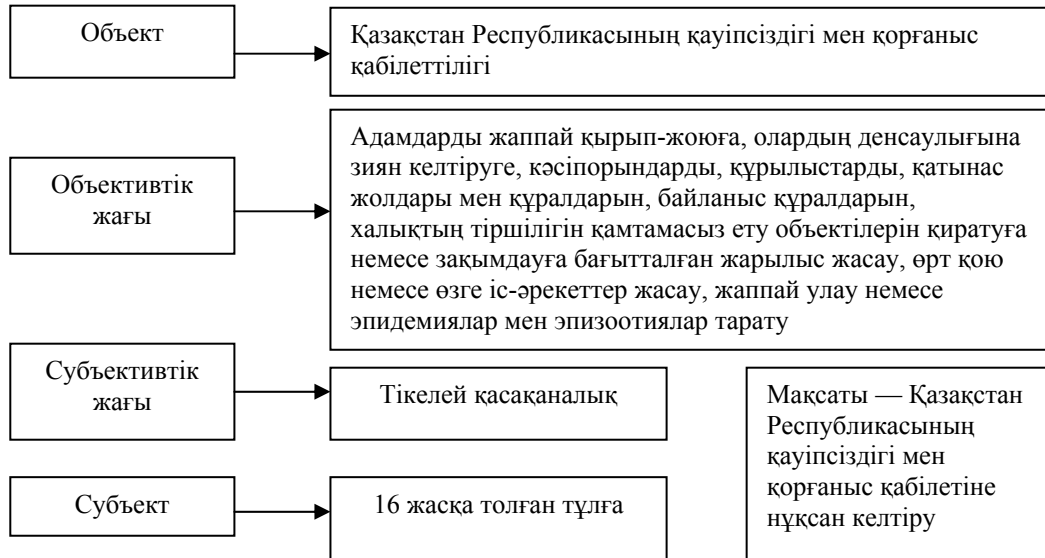 Объект
Қазақстан Республикасының қауіпсіздігі мен қорғаныс
қабілеттілігі
Объективтік
жағы
Адамдарды жаппай қырып-жоюға, олардың денсаулығына
зиян келтіруге, кәсіпорындарды, құрылыстарды, қатынас
жолдары мен құралдарын, байланыс құралдарын,
халықтың тіршілігін қамтамасыз ету объектілерін қиратуға
немесе зақымдауға бағытталған жарылыс жасау, өрт қою
немесе өзге іс-әрекеттер жасау, жаппай улау немесе
эпидемиялар мен эпизоотиялар тарату
Субъективтік
жағы
Тікелей қасақаналық
Мақсаты — Қазақстан
Республикасының
қауіпсіздігі мен
қорғаныс қабілетіне
нұқсан келтіру
Субъект
16 жасқа толған тұлға